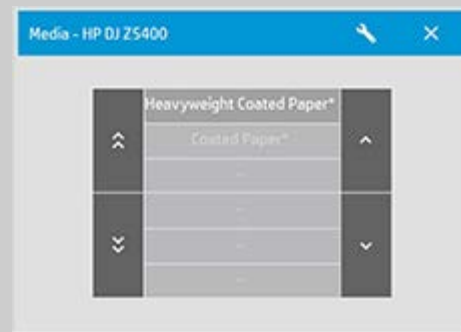 Media - HP DJ Z5400
Heavyweight Coated Paper*
Coated Paper*
--
--
--
--